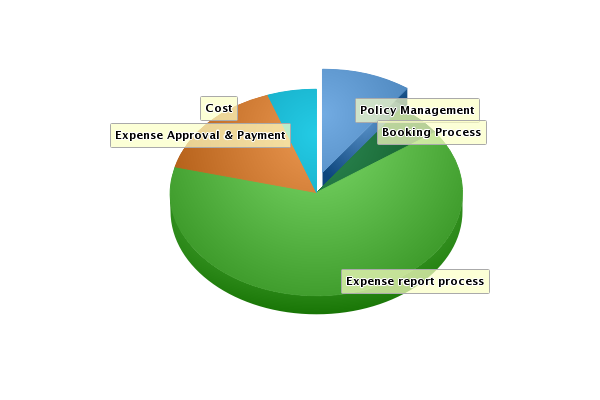 Cost
Policy Management
Expense Approval & Payment
Booking Process
Expense report process